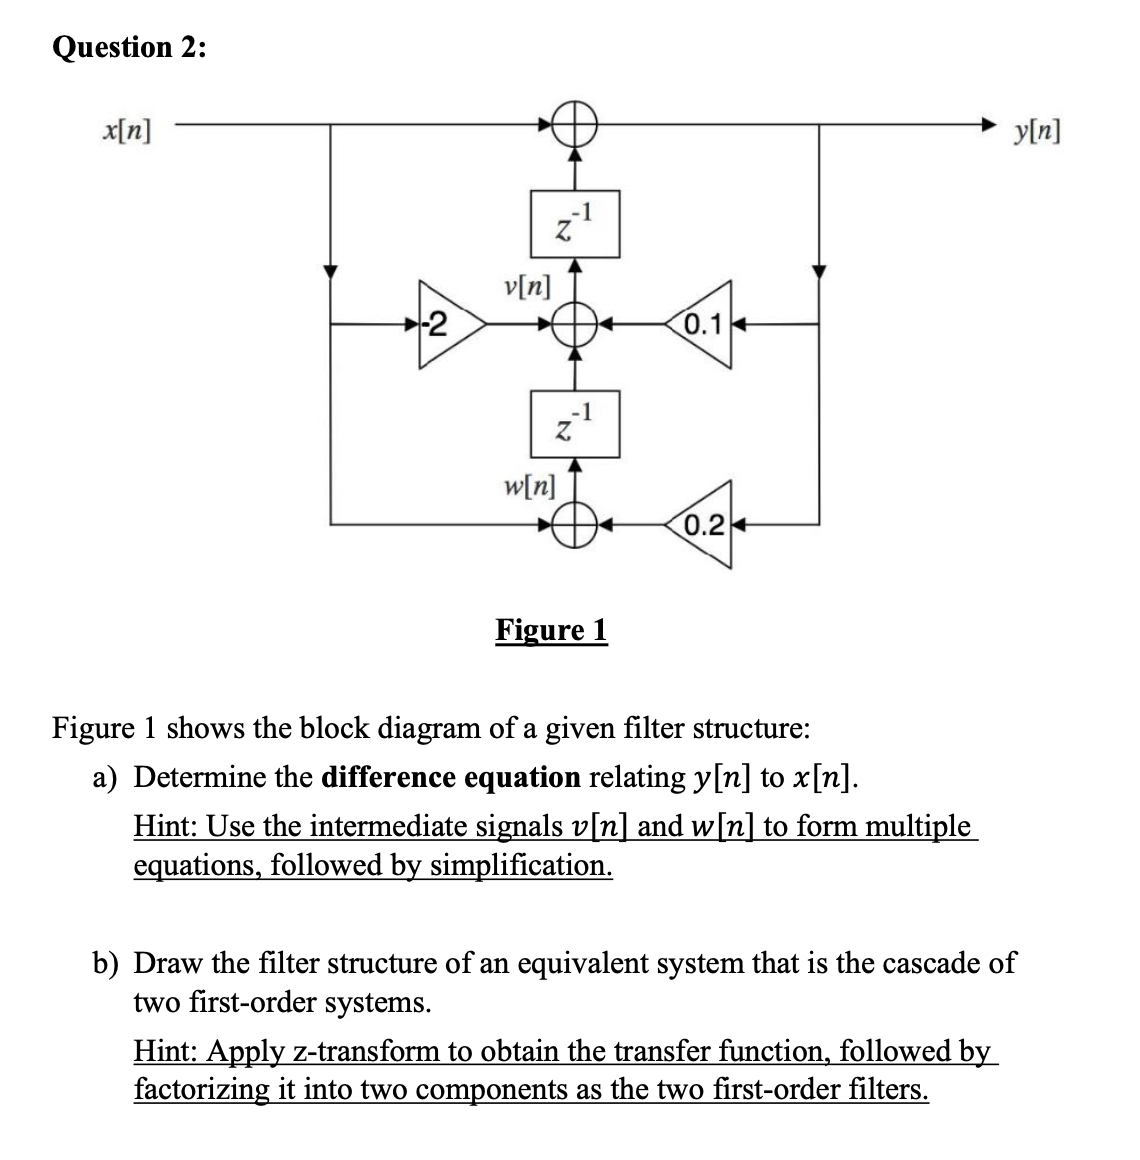 Question 2:
x[n]
y[n]
z-1
v[n]
-2
0.1
z-1
w[n]
0.2
Figure 1
Figure 1 shows the block diagram of a given filter structure:
a) Determine the difference equation relating y[n] to x[n].
Hint: Use the intermediate signals v[n] and w[n] to form multiple
equations, followed by simplification.
b) Draw the filter structure of an equivalent system that is the cascade of
two first-order systems.
Hint: Apply z-transform to obtain the transfer function, followed by
factorizing it into two components as the two first-order filters.